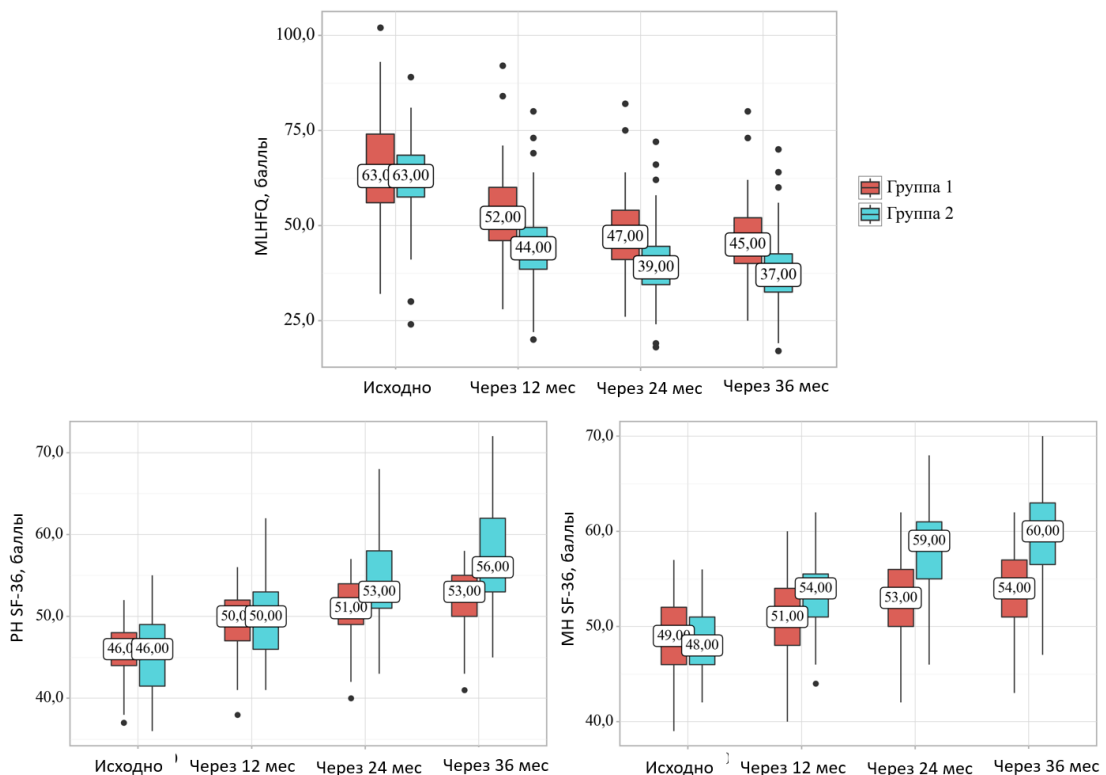 MLHFQ, баллы
100,0
75,0
50,0
25,0
63,0
63,00
52,00
44,00
47,00
39,00
45,00
37,00
Группа 1
Группа 2
Исходно
Через 12 мес
Через 24 мес
Через 36 мес
PH SF-36, баллы
70,0
60,0
50,0
40,0
46,0
46,00
50,0
50,00
51,00
53,00
53,00
56,00
Исходно
Через 12 мес
Через 24 мес
Через 36 мес
MH SF-36, баллы
70,0
60,0
50,0
40,0
49,00
48,00
51,00
54,00
53,00
59,00
54,00
60,00
Исходно
Через 12 мес
Через 24 мес
Через 36 мес